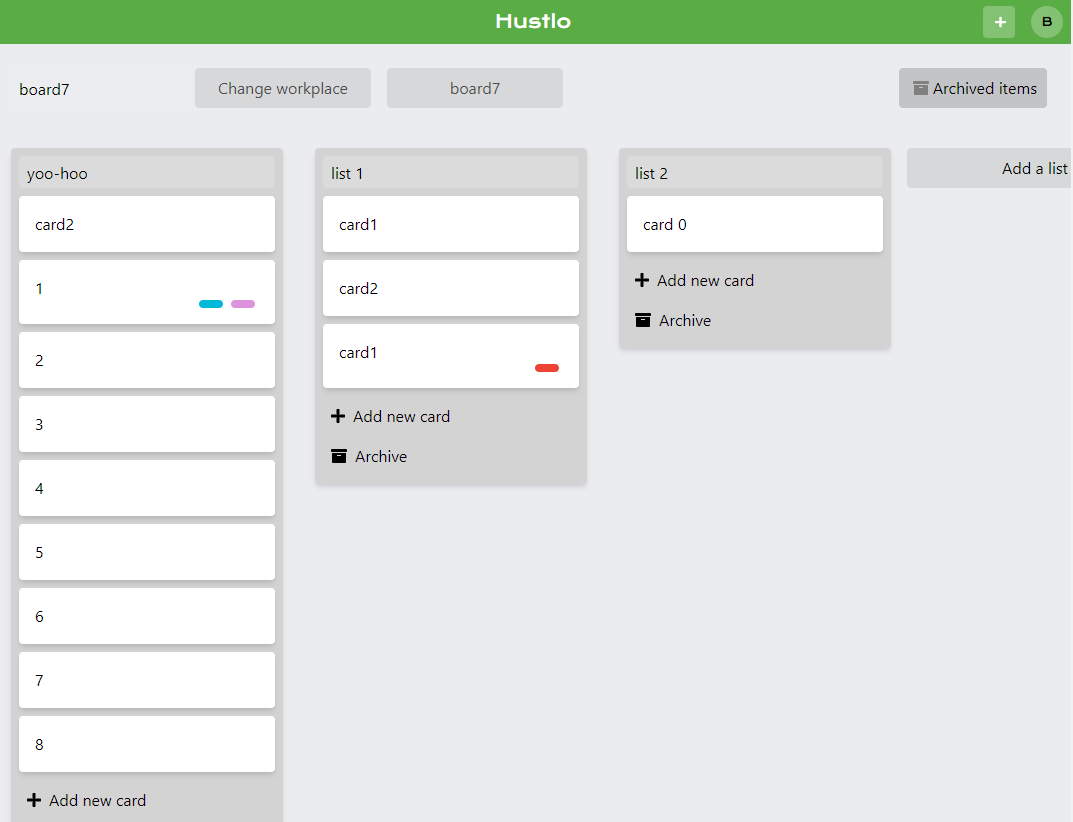 Hustlo
+
B
board7
Change workplace
board7
Archived items
yoo-hoo
card2
1
2
3
4
5
6
7
8
Add new card
list 1
card1
card2
card1
Add new card
Archive
list 2
card 0
Add new card
Archive
Add a list